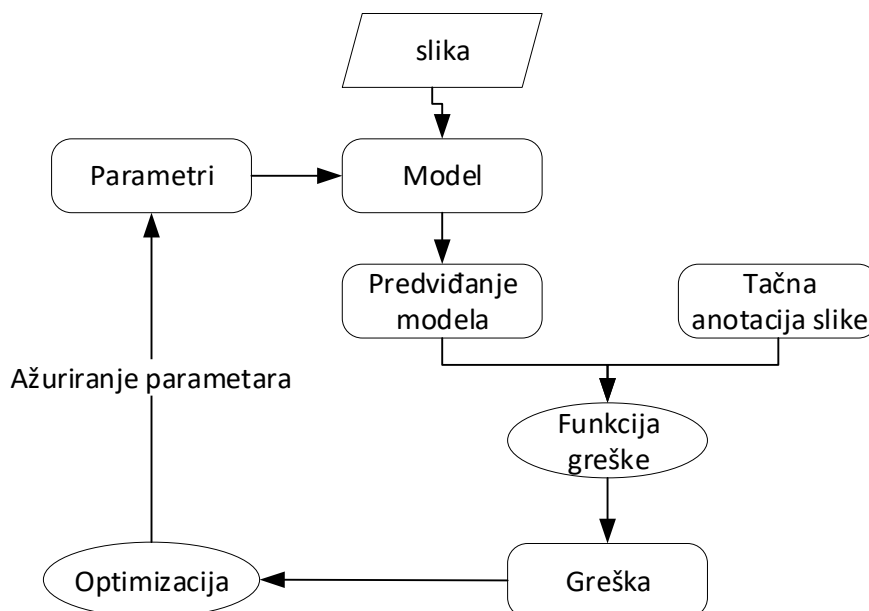 slika
Parametri
Model
Predviđanje
modela
Tačna
anotacija slike
Ažuriranje parametara
Funkcija
greške
Optimizacija
Greška